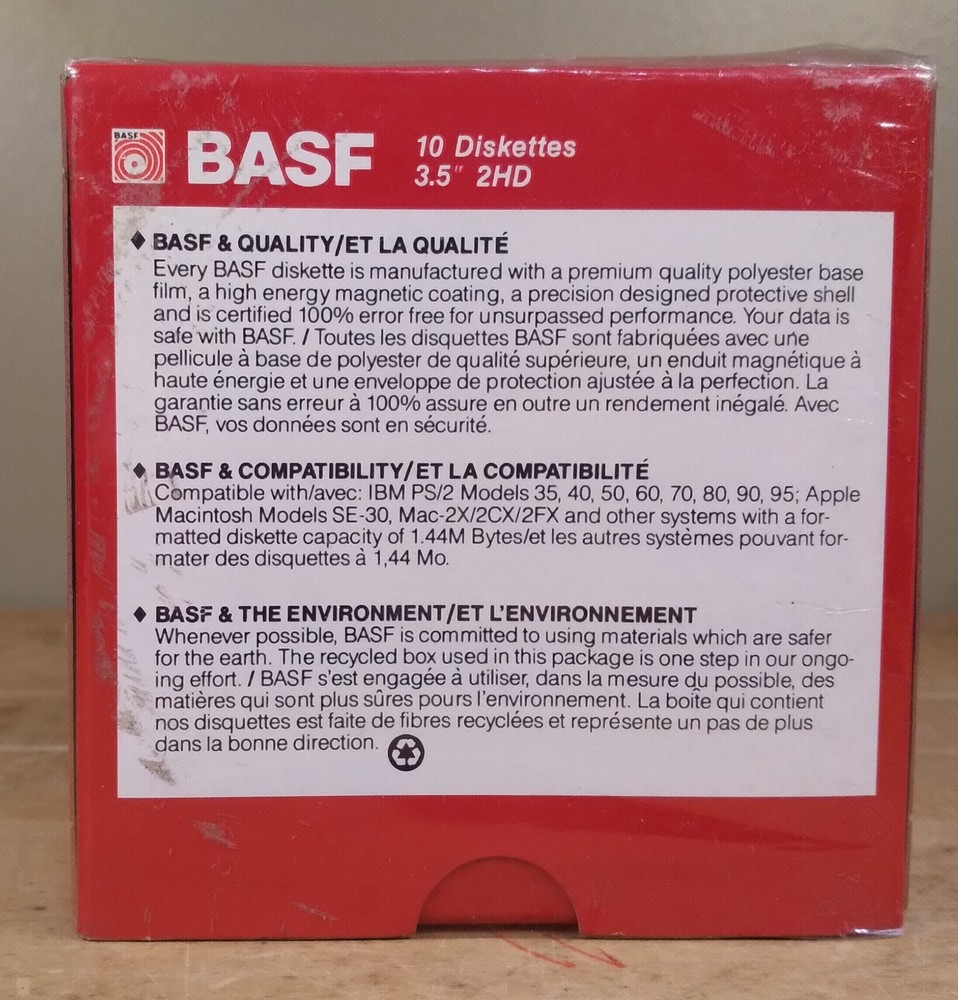 BASF
BASF
10 Diskettes
3.5" 2HD
♦ BASF & QUALITY/ET LA QUALITÉ
Every BASF diskette is manufactured with a premium quality polyester base
film, a high energy magnetic coating, a precision designed protective shell
and is certified 100% error free for unsurpassed performance. Your data is
safe with BASF. / Toutes les disquettes BASF sont fabriquées avec une
pellicule à base de polyester de qualité supérieure, un enduit magnétique à
haute énergie et une enveloppe de protection ajustée à la perfection. La
garantie sans erreur à 100% assure en outre un rendement inégalé. Avec
BASF, vos données sont en sécurité.
♦ BASF & COMPATIBILITY/ET LA COMPATIBILITÉ
Compatible with/avec: IBM PS/2 Models 35, 40, 50, 60, 70, 80, 90, 95; Apple
Macintosh Models SE-30, Mac-2X/2CX/2FX and other systems with a for-
matted diskette capacity of 1.44M Bytes/et les autres systèmes pouvant for-
mater des disquettes à 1,44 Mo.
♦ BASF & THE ENVIRONMENT/ET L'ENVIRONNEMENT
Whenever possible, BASF is committed to using materials which are safer
for the earth. The recycled box used in this package is one step in our ongo-
ing effort. / BASF s'est engagée à utiliser, dans la mesure du possible, des
matières qui sont plus sûres pours l'environnement. La boîte qui contient
nos disquettes est faite de fibres recyclées et représente un pas de plus
dans la bonne direction.